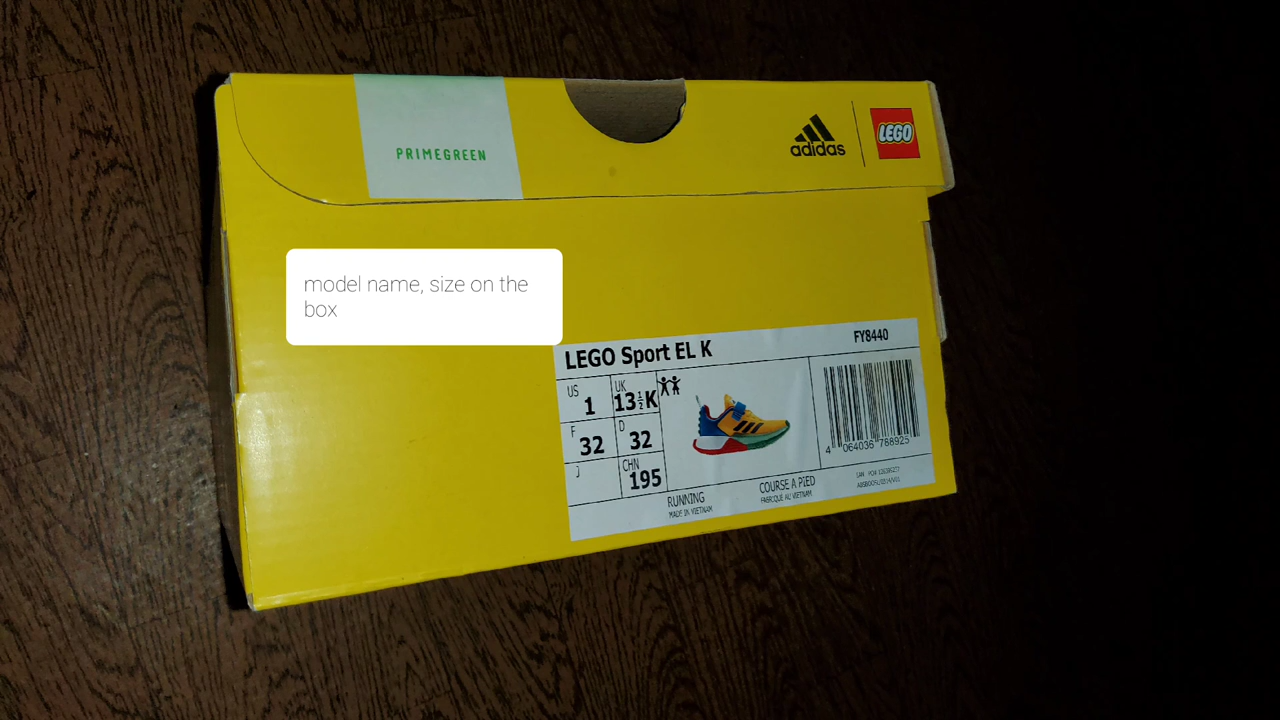 PRIMEGREEN
adidas
LEGO
model name, size on the
box
LEGO Sport EL K
FY8440
US 1
UK 13½K
F 32
D 32
J
CHN 195
4 064036 788925
RUNNING
MADE IN VIETNAM
COURSE A PIED
FABRIQUÉ AU VIETNAM